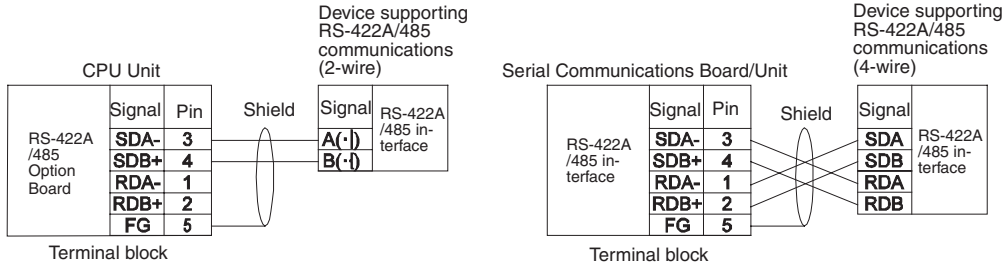 Device supporting
RS-422A/485
communications
(2-wire)
CPU Unit
Signal Pin Shield Signal
RS-422A
/485
Option
Board
SDA- 3
SDB+ 4
RDA- 1
RDB+ 2
FG 5
A(
B(
RS-422A
/485 in-
terface
Terminal block
Device supporting
RS-422A/485
communications
(4-wire)
Serial Communications Board/Unit
Signal Pin Shield Signal
RS-422A
/485 in-
terface
SDA- 3
SDB+ 4
RDA- 1
RDB+ 2
FG 5
SDA
SDB
RDA
RDB
RS-422A
/485 in-
terface
Terminal block